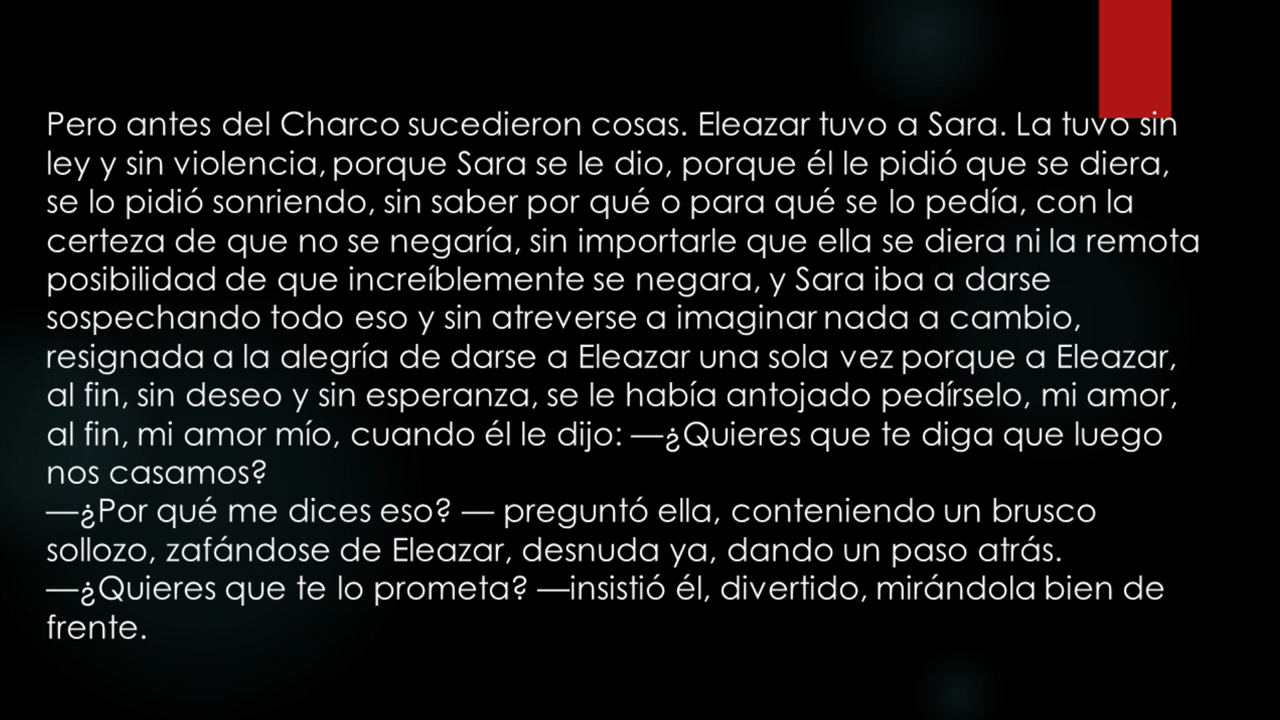 Pero antes del Charco sucedieron cosas. Eleazar tuvo a Sara. La tuvo sin
ley y sin violencia, porque Sara se le dio, porque él le pidió que se diera,
se lo pidió sonriendo, sin saber por qué o para qué se lo pedía, con la
certeza de que no se negaría, sin importarle que ella se diera ni la remota
posibilidad de que increíblemente se negara, y Sara iba a darse
sospechando todo eso y sin atreverse a imaginar nada a cambio,
resignada a la alegría de darse a Eleazar una sola vez porque a Eleazar,
al fin, sin deseo y sin esperanza, se le había antojado pedírselo, mi amor,
al fin, mi amor mío, cuando él le dijo: —¿Quieres que te diga que luego
nos casamos?
—¿Por qué me dices eso? — preguntó ella, conteniendo un brusco
sollozo, zafándose de Eleazar, desnuda ya, dando un paso atrás.
—¿Quieres que te lo prometa? —insistió él, divertido, mirándola bien de
frente.